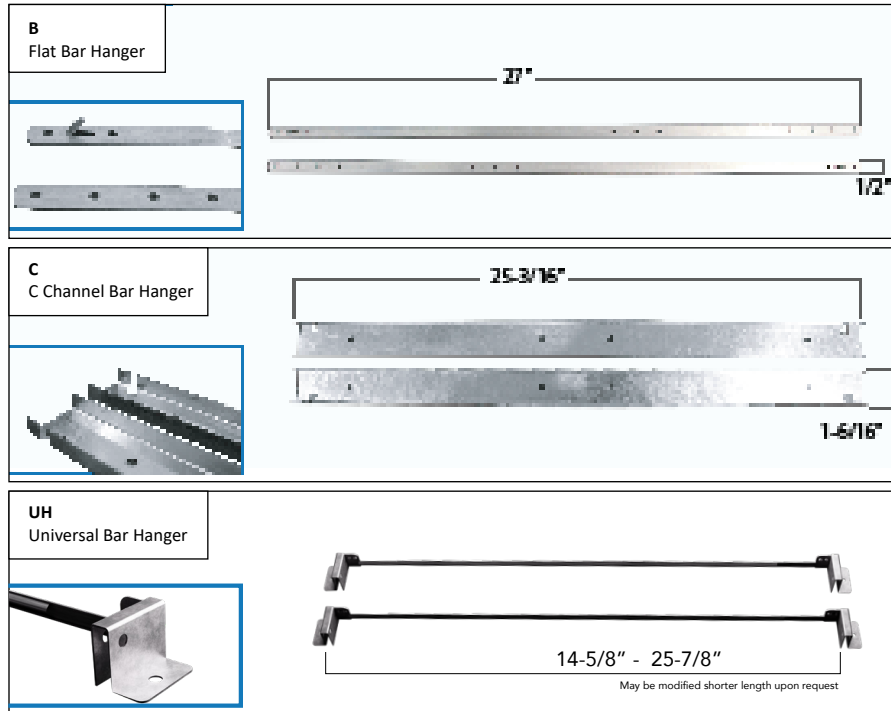 B
Flat Bar Hanger
27"
1/2"
C
C Channel Bar Hanger
25-3/16"
1-6/16"
UH
Universal Bar Hanger
14-5/8” - 25-7/8”
May be modified shorter length upon request